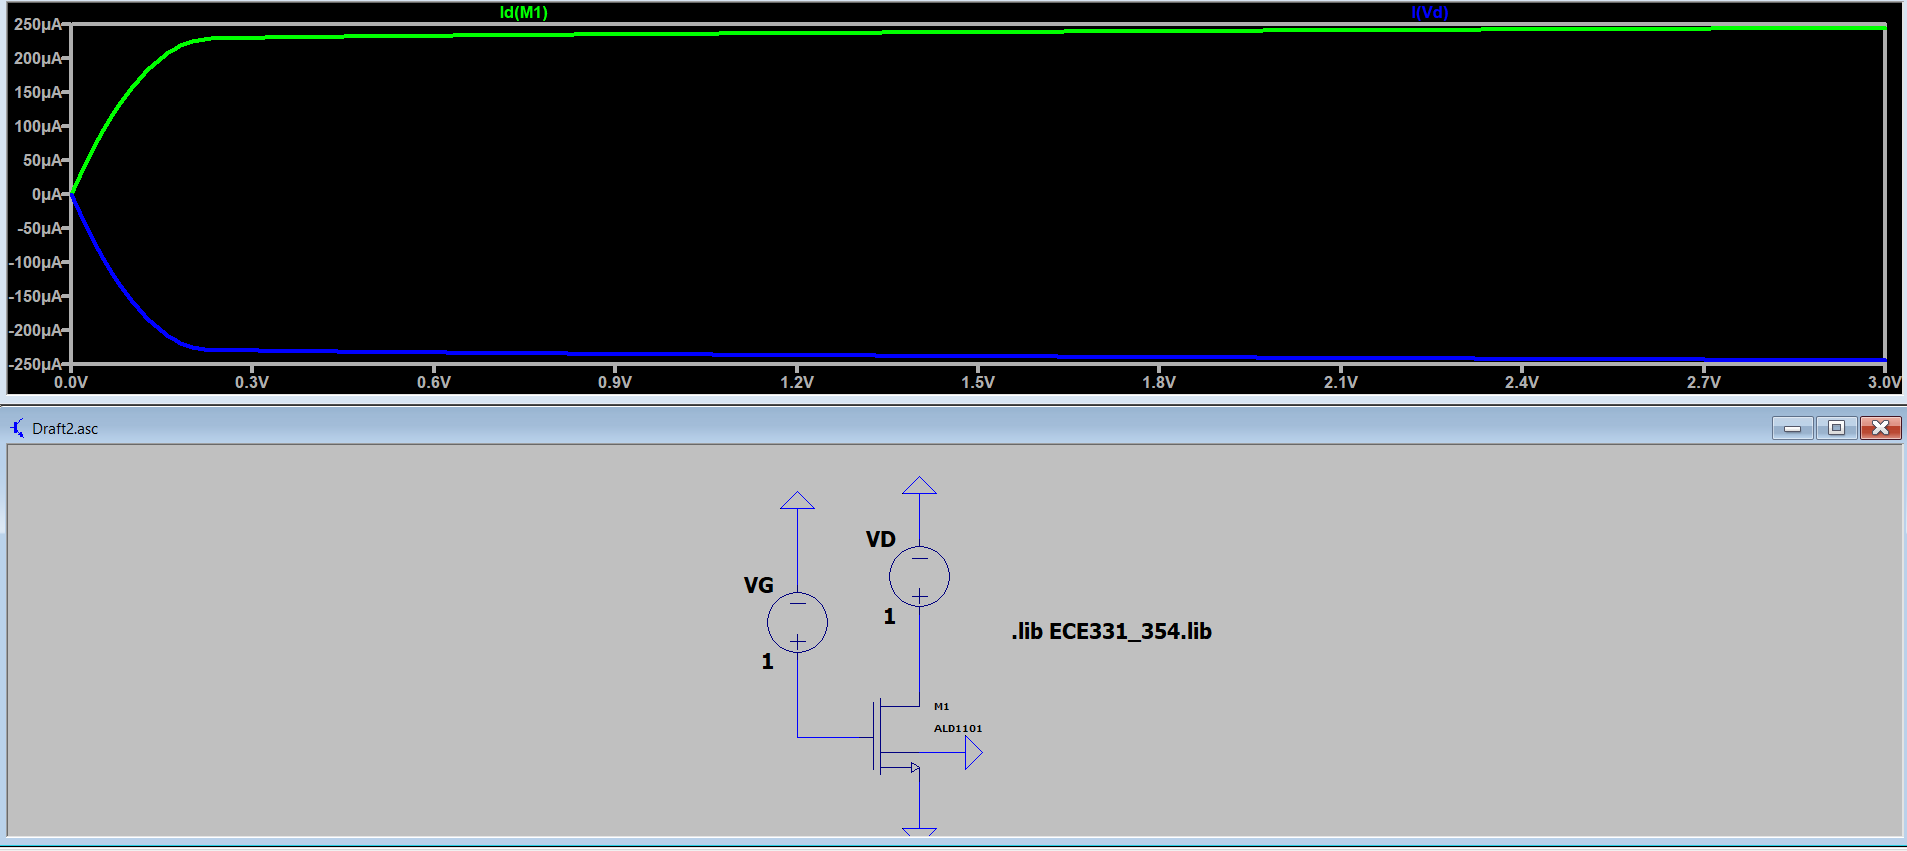 Id(M1) I(Vd)
250µA
200µA
150µA
100µA
50µA
0µA
-50µA
-100µA
-150µA
-200µA
-250µA
0.0V 0.3V 0.6V 0.9V 1.2V 1.5V 1.8V 2.1V 2.4V 2.7V 3.0V
Draft2.asc
VD
VG
1
.lib ECE331_354.lib
1
M1
ALD1101